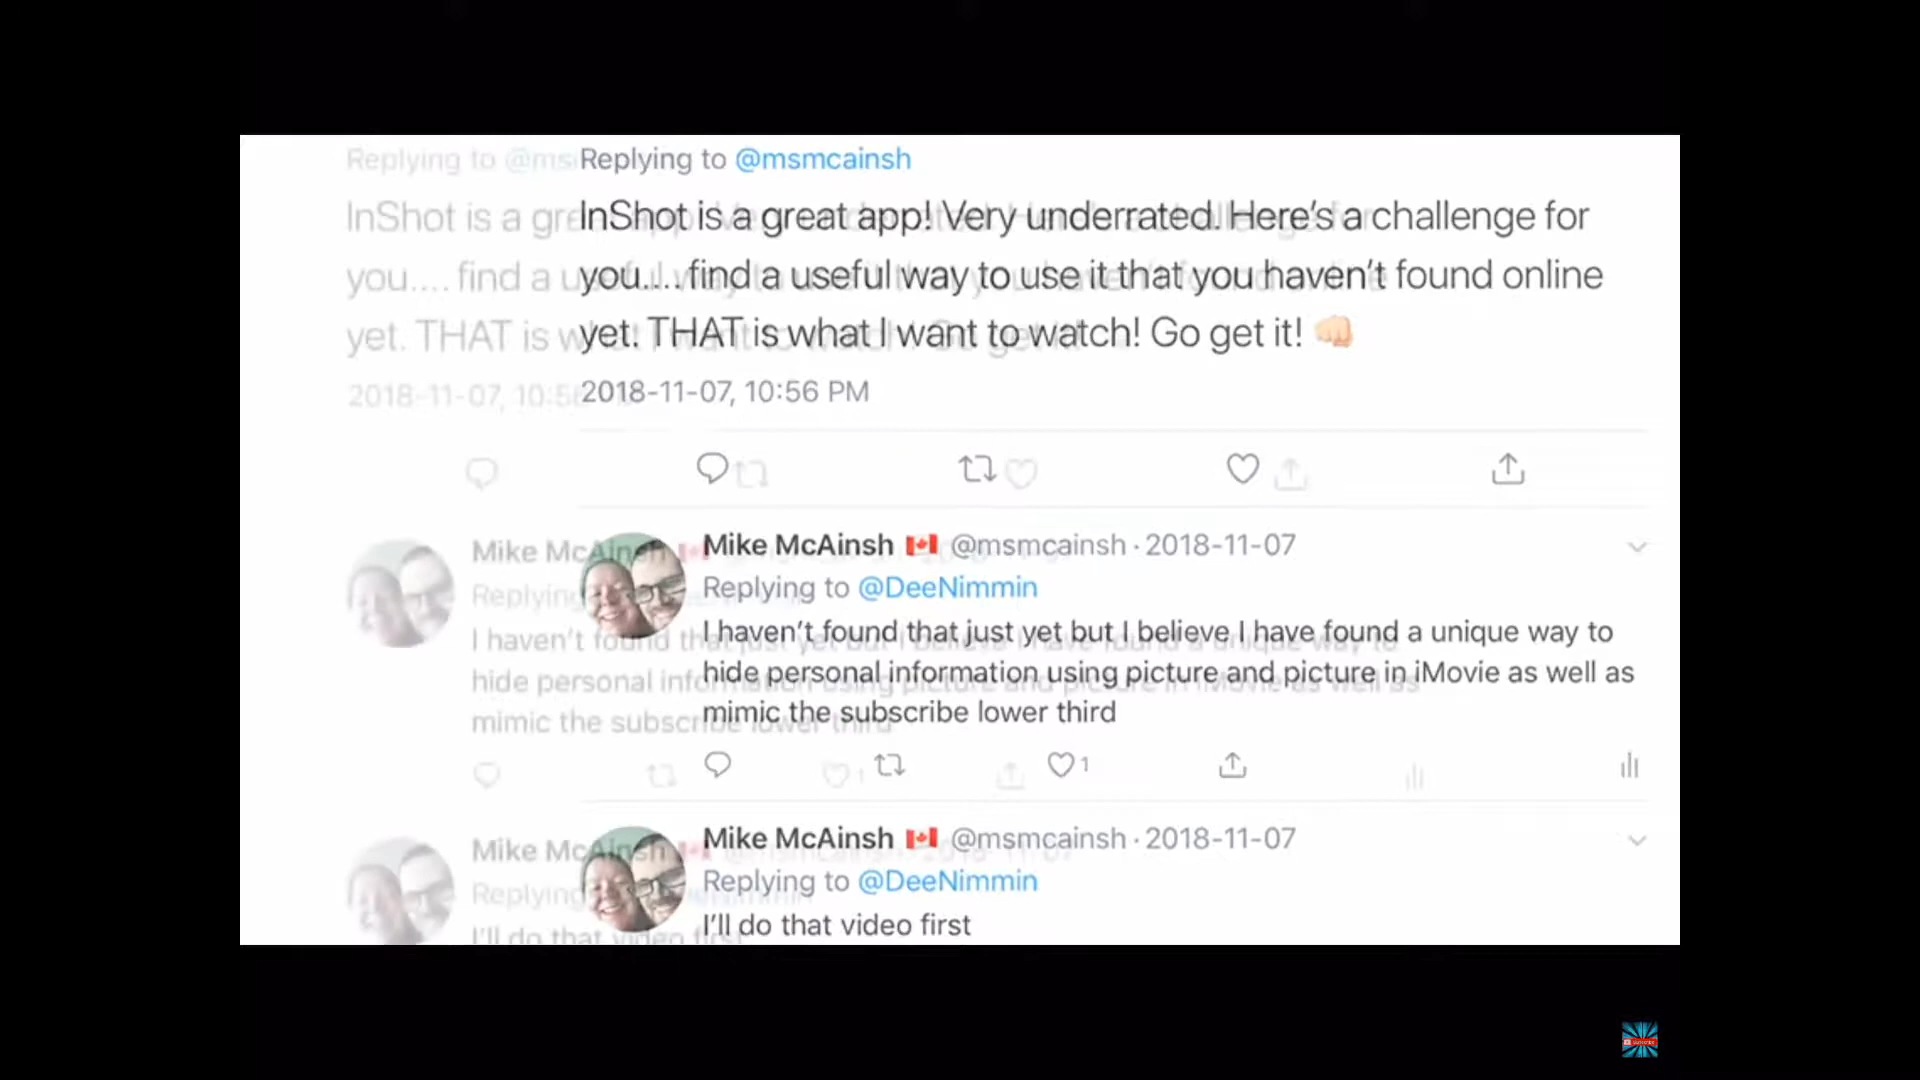 Replying to @msmcainsh
InShot is a great app! Very underrated. Here's a challenge for
you....find a useful way to use it that you haven't found online
yet. THAT is what I want to watch! Go get it! 👊🏻
2018-11-07, 10:56 PM
Mike McAinsh 🇨🇦 @msmcainsh · 2018-11-07
Replying to @DeeNimmin
I haven't found that just yet but I believe I have found a unique way to
hide personal information using picture and picture in iMovie as well as
mimic the subscribe lower third
1
Mike McAinsh 🇨🇦 @msmcainsh · 2018-11-07
Replying to @DeeNimmin
I'll do that video first